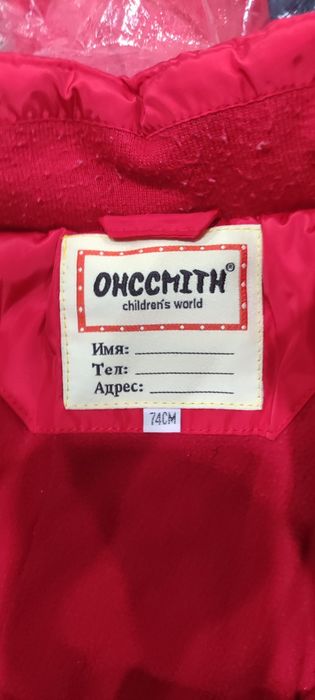 OHCCMITH®
children's world
Имя:
Тел:
Адрес:
74CM